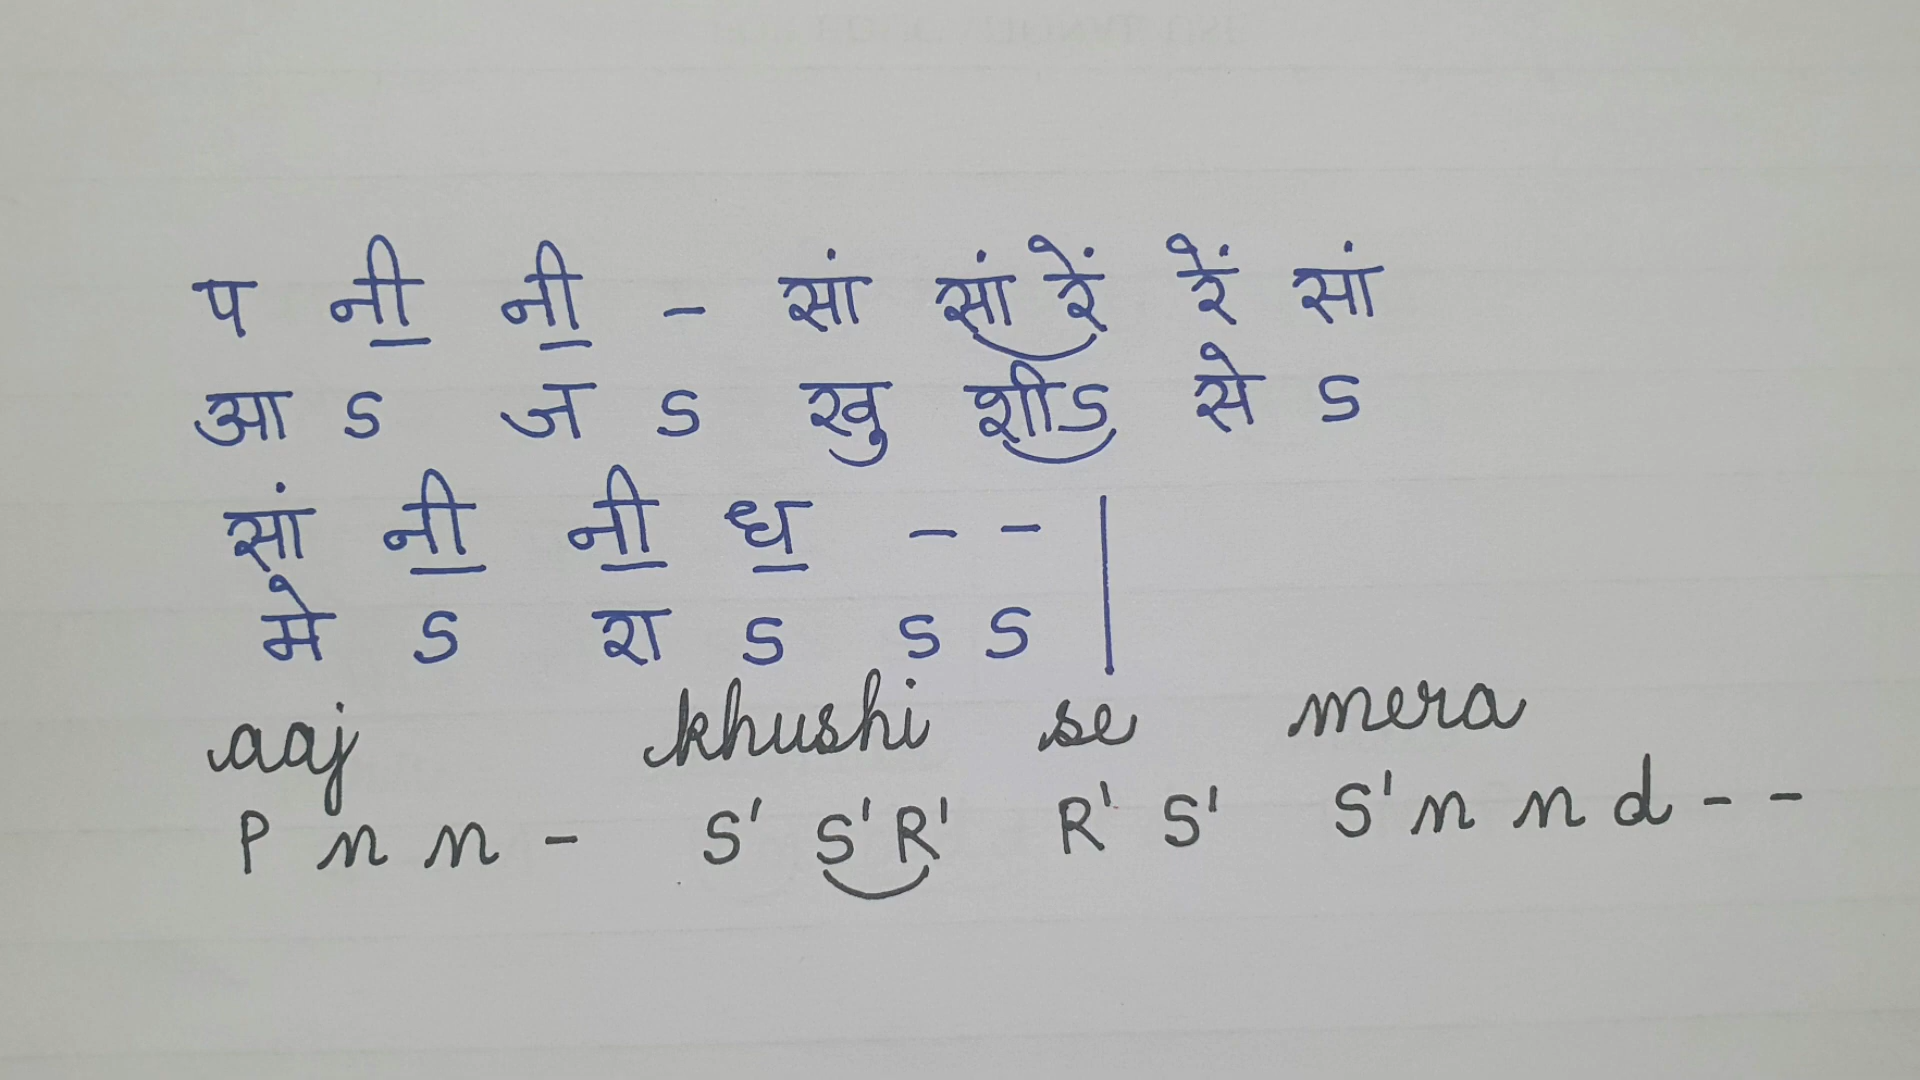 प नी॒ नी॒ - सां सां रें रें सां
आ ऽ ज ऽ खु शीऽ से ऽ
सां नी॒ नी॒ ध॒ - - |
मे ऽ रा ऽ ऽ ऽ
aaj khushi se mera
P n n - S' S'R' R' S' S' n n d - -